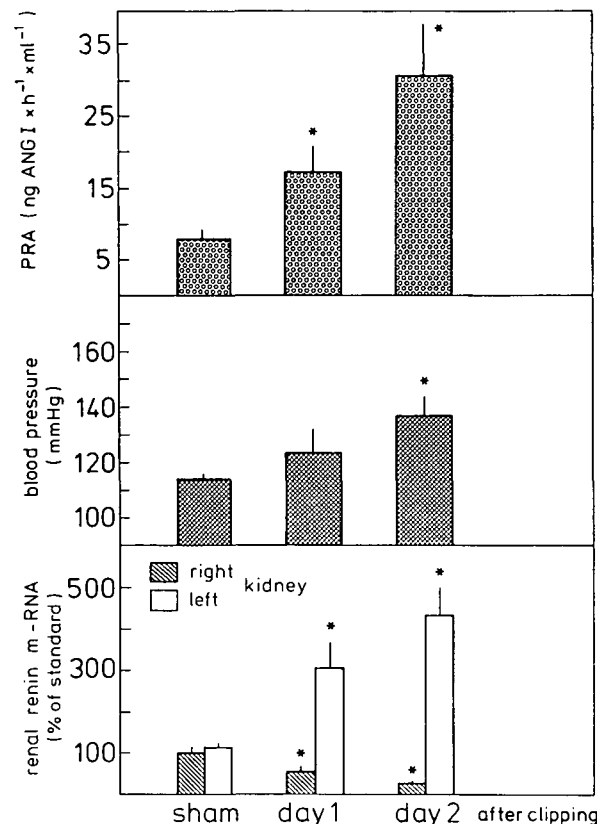 PRA (ng ANG I × h⁻¹ × ml⁻¹)
35
25
15
5
*
*
blood pressure
(mmHg)
160
140
120
100
*
renal renin m-RNA
(% of standard)
500
300
100
right kidney
left
*
*
*
*
sham day 1 day 2 after clipping